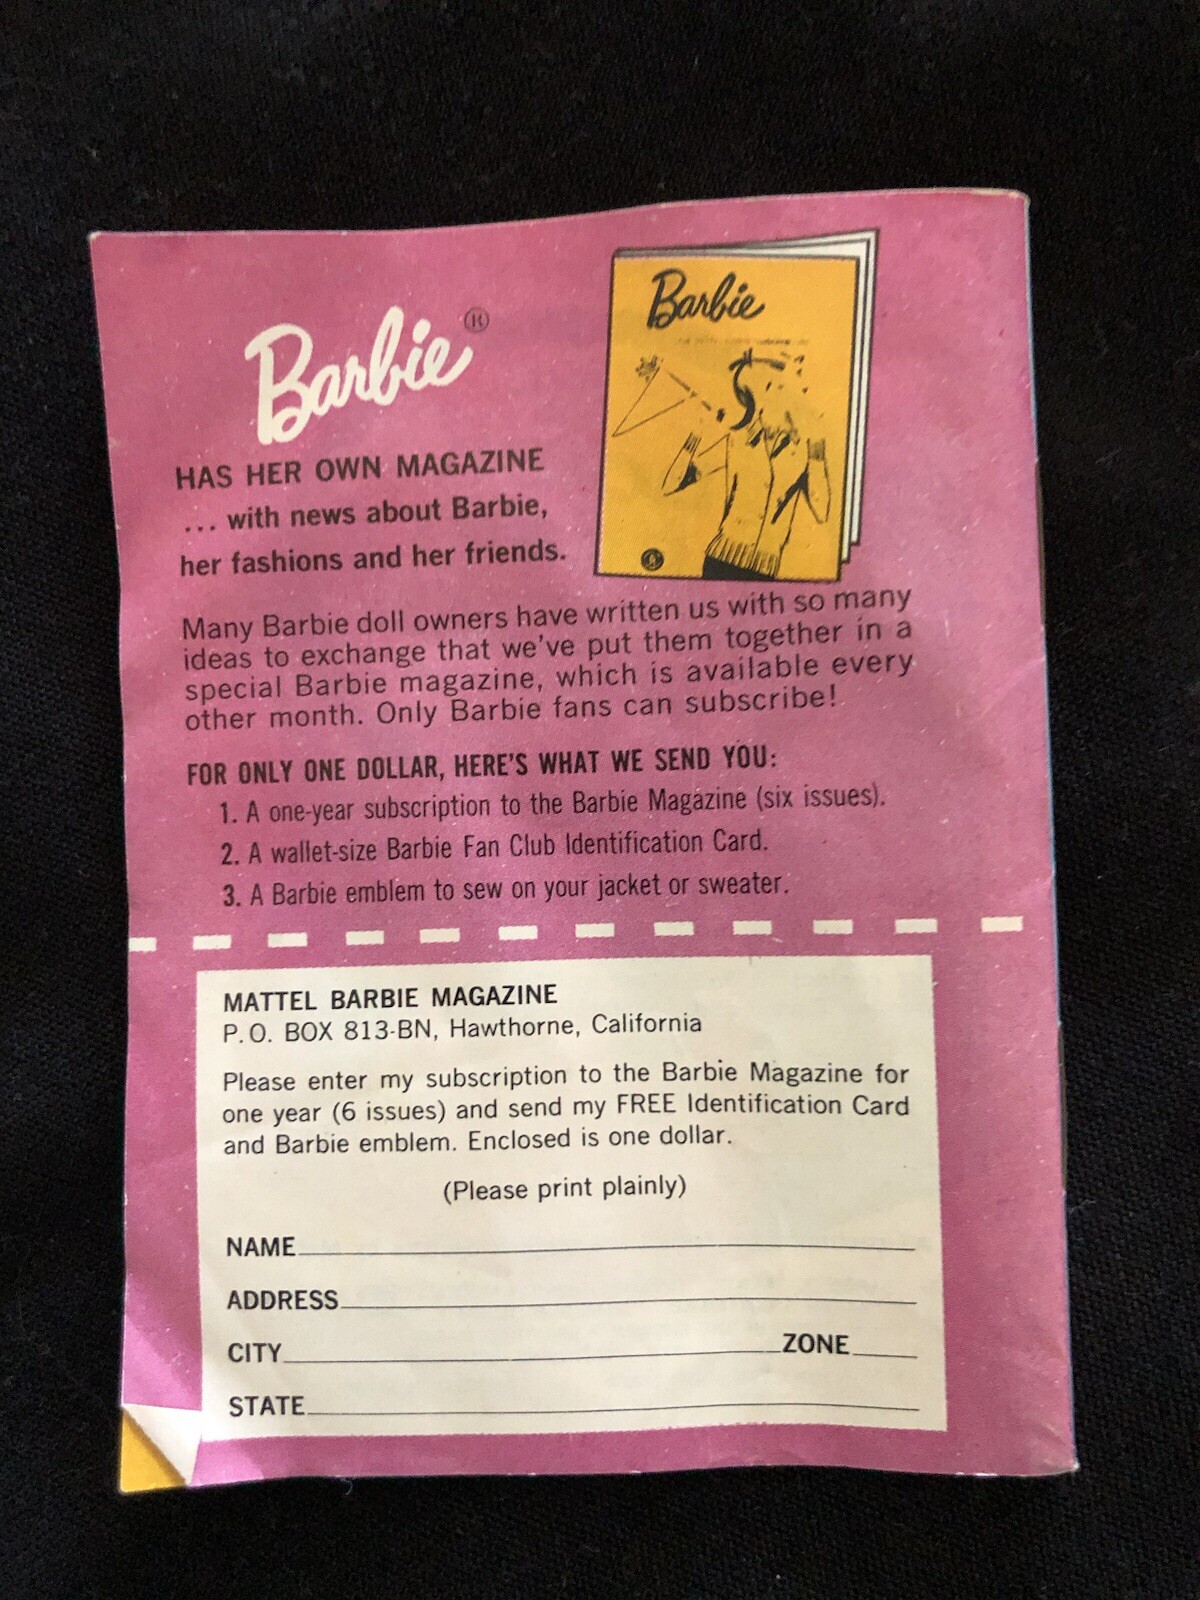 Barbie®
HAS HER OWN MAGAZINE
... with news about Barbie,
her fashions and her friends.
Barbie
Many Barbie doll owners have written us with so many
ideas to exchange that we've put them together in a
special Barbie magazine, which is available every
other month. Only Barbie fans can subscribe!
FOR ONLY ONE DOLLAR, HERE'S WHAT WE SEND YOU:
1. A one-year subscription to the Barbie Magazine (six issues).
2. A wallet-size Barbie Fan Club Identification Card.
3. A Barbie emblem to sew on your jacket or sweater.
MATTEL BARBIE MAGAZINE
P.O. BOX 813-BN, Hawthorne, California
Please enter my subscription to the Barbie Magazine for
one year (6 issues) and send my FREE Identification Card
and Barbie emblem. Enclosed is one dollar.
(Please print plainly)
NAME
ADDRESS
CITY ZONE
STATE